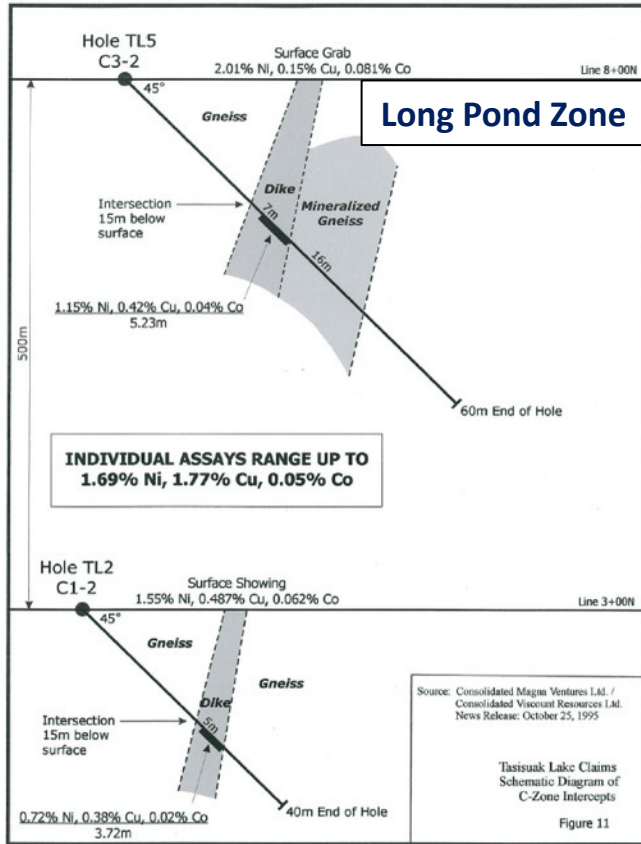 Hole TL5
C3-2
Surface Grab
2.01% Ni, 0.15% Cu, 0.081% Co
Line 8+00N
45°
Long Pond Zone
Gneiss
Dike
Mineralized
Gneiss
Intersection
15m below
surface
7m
16m
1.15% Ni, 0.42% Cu, 0.04% Co
5.23m
500m
60m End of Hole
INDIVIDUAL ASSAYS RANGE UP TO
1.69% Ni, 1.77% Cu, 0.05% Co
Hole TL2
C1-2
Surface Showing
1.55% Ni, 0.487% Cu, 0.062% Co
Line 3+00N
45°
Gneiss
Gneiss
Dike
Intersection
15m below
surface
5m
0.72% Ni, 0.38% Cu, 0.02% Co
3.72m
40m End of Hole
Source: Consolidated Magna Ventures Ltd. /
Consolidated Viscount Resources Ltd.
News Release: October 25, 1995
Tasisuak Lake Claims
Schematic Diagram of
C-Zone Intercepts
Figure 11